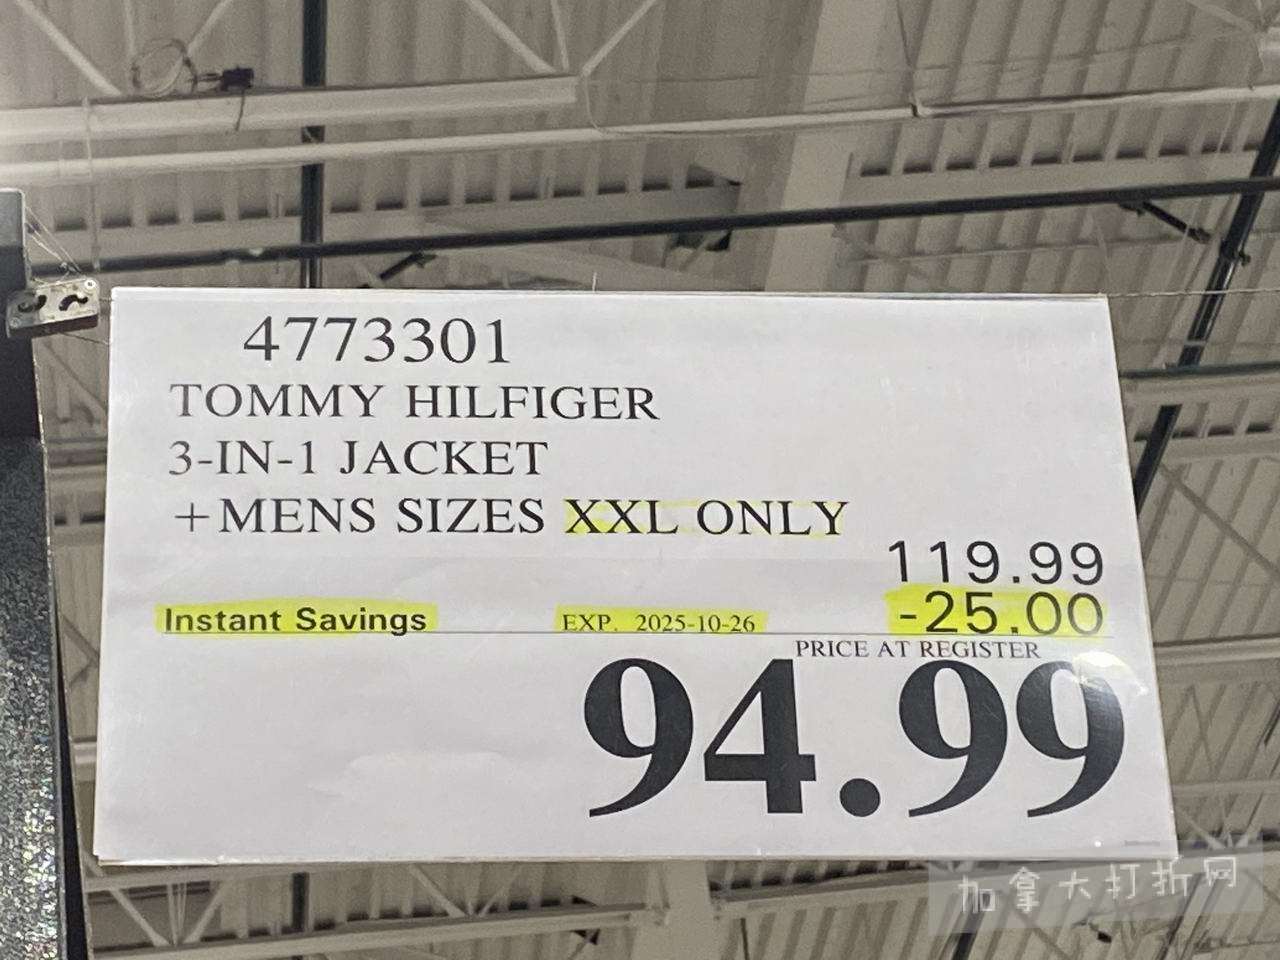 4773301
TOMMY HILFIGER
3-IN-1 JACKET
+MENS SIZES XXL ONLY
119.99
Instant Savings EXP. 2025-10-26 -25.00
PRICE AT REGISTER
94.99
加拿大打折网